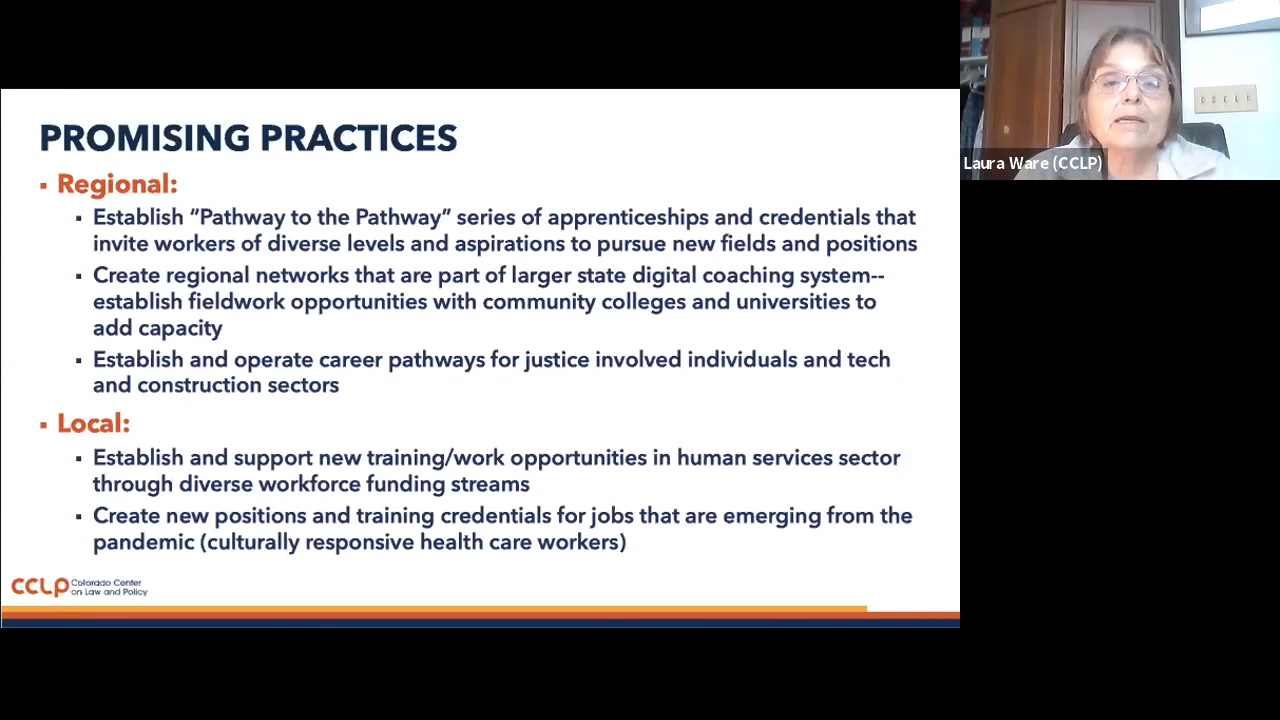 PROMISING PRACTICES
▪ Regional:
▪ Establish “Pathway to the Pathway” series of apprenticeships and credentials that
invite workers of diverse levels and aspirations to pursue new fields and positions
▪ Create regional networks that are part of larger state digital coaching system--
establish fieldwork opportunities with community colleges and universities to
add capacity
▪ Establish and operate career pathways for justice involved individuals and tech
and construction sectors
▪ Local:
▪ Establish and support new training/work opportunities in human services sector
through diverse workforce funding streams
▪ Create new positions and training credentials for jobs that are emerging from the
pandemic (culturally responsive health care workers)
CCLP Colorado Center
on Law and Policy
Laura Ware (CCLP)